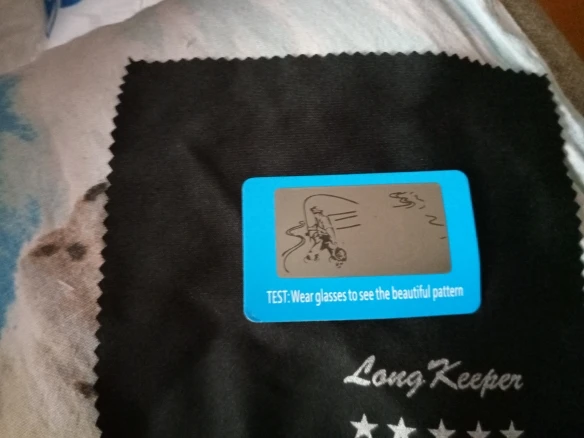 TEST: Wear glasses to see the beautiful pattern
LongKeeper